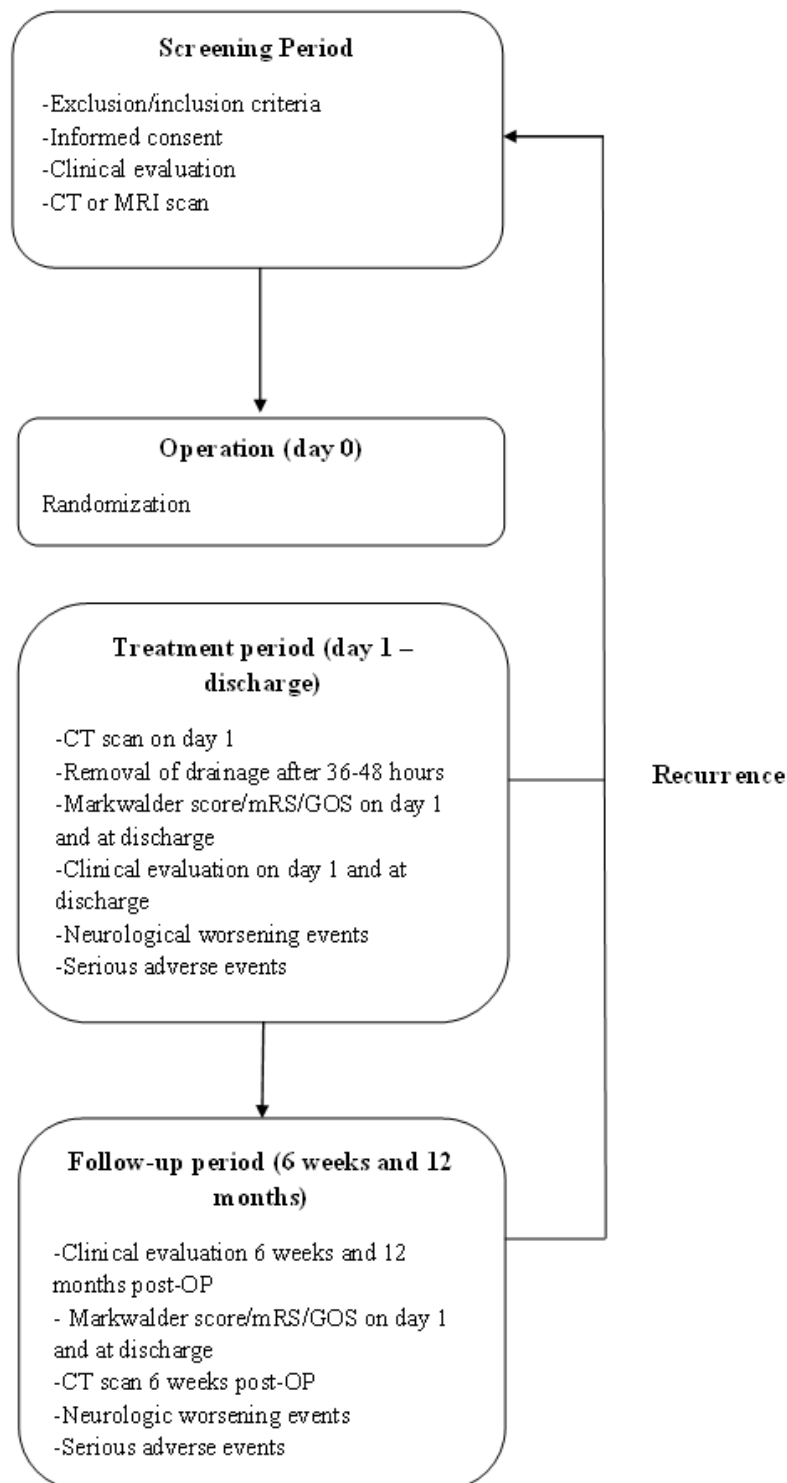 Screening Period
-Exclusion/inclusion criteria
-Informed consent
-Clinical evaluation
-CT or MRI scan
Operation (day 0)
Randomization
Treatment period (day 1 –
discharge)
-CT scan on day 1
-Removal of drainage after 36-48 hours
-Markwalder score/mRS/GOS on day 1
and at discharge
-Clinical evaluation on day 1 and at
discharge
-Neurological worsening events
-Serious adverse events
Recurrence
Follow-up period (6 weeks and 12
months)
-Clinical evaluation 6 weeks and 12
months post-OP
- Markwalder score/mRS/GOS on day 1
and at discharge
-CT scan 6 weeks post-OP
-Neurologic worsening events
-Serious adverse events